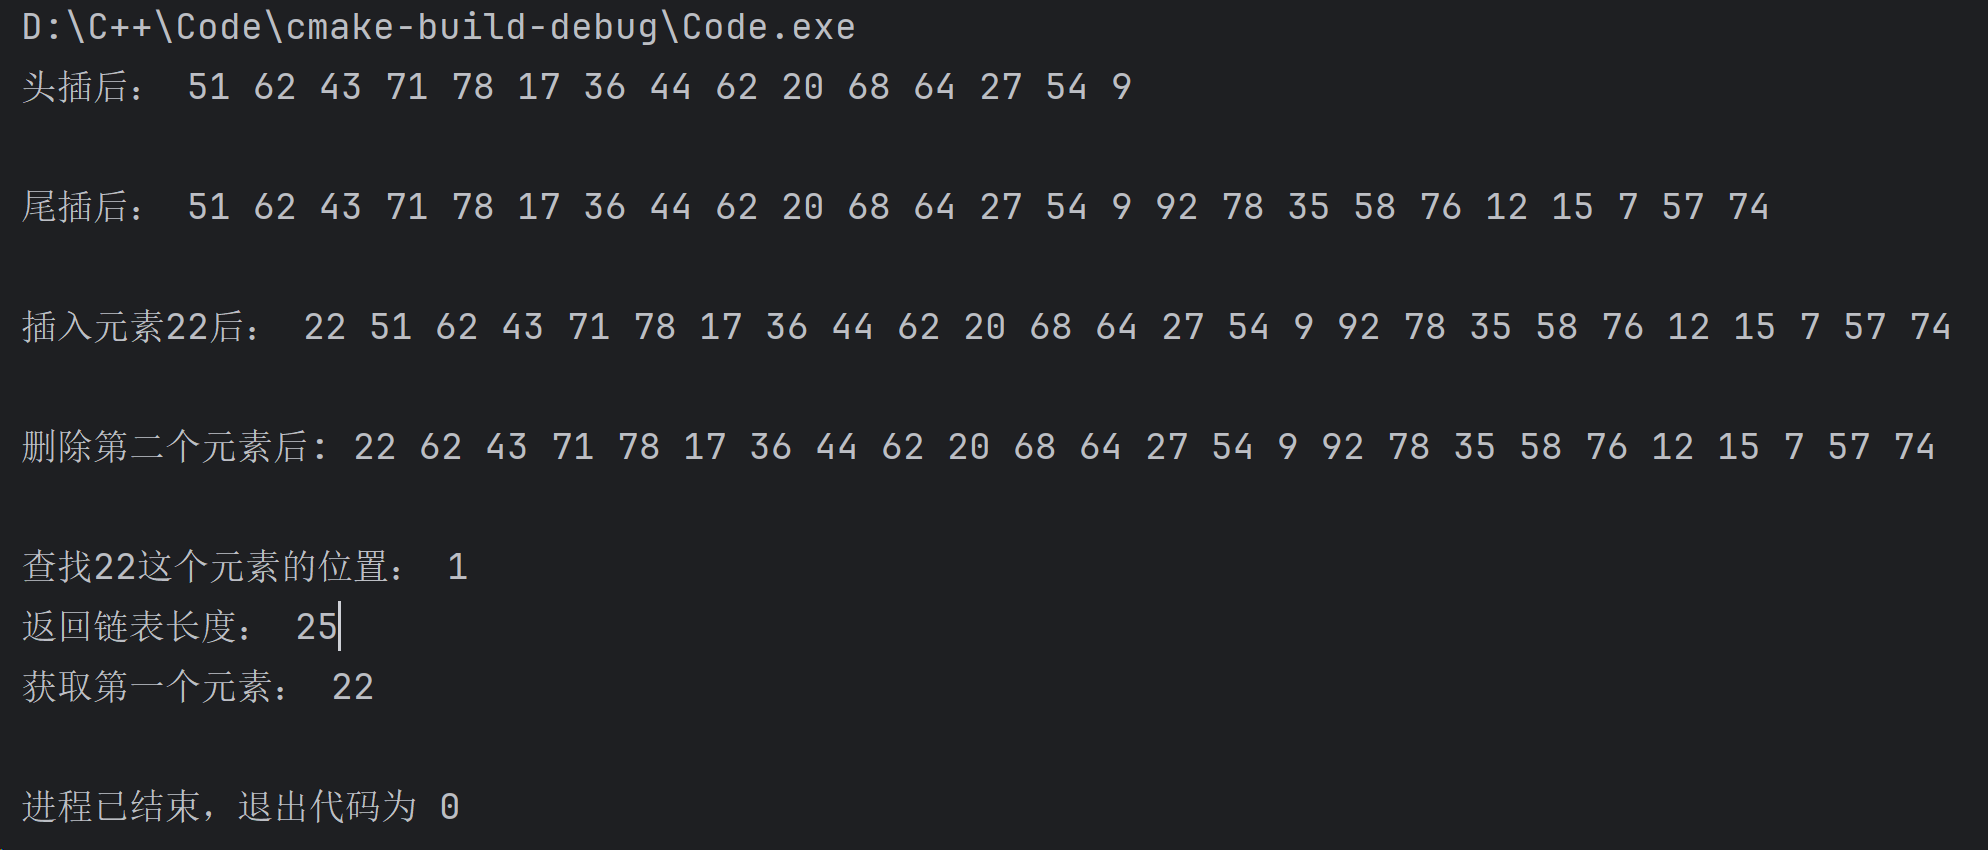 D:\C++\Code\cmake-build-debug\Code.exe
头插后： 51 62 43 71 78 17 36 44 62 20 68 64 27 54 9
尾插后： 51 62 43 71 78 17 36 44 62 20 68 64 27 54 9 92 78 35 58 76 12 15 7 57 74
插入元素22后： 22 51 62 43 71 78 17 36 44 62 20 68 64 27 54 9 92 78 35 58 76 12 15 7 57 74
删除第二个元素后: 22 62 43 71 78 17 36 44 62 20 68 64 27 54 9 92 78 35 58 76 12 15 7 57 74
查找22这个元素的位置： 1
返回链表长度： 25
获取第一个元素： 22
进程已结束，退出代码为 0